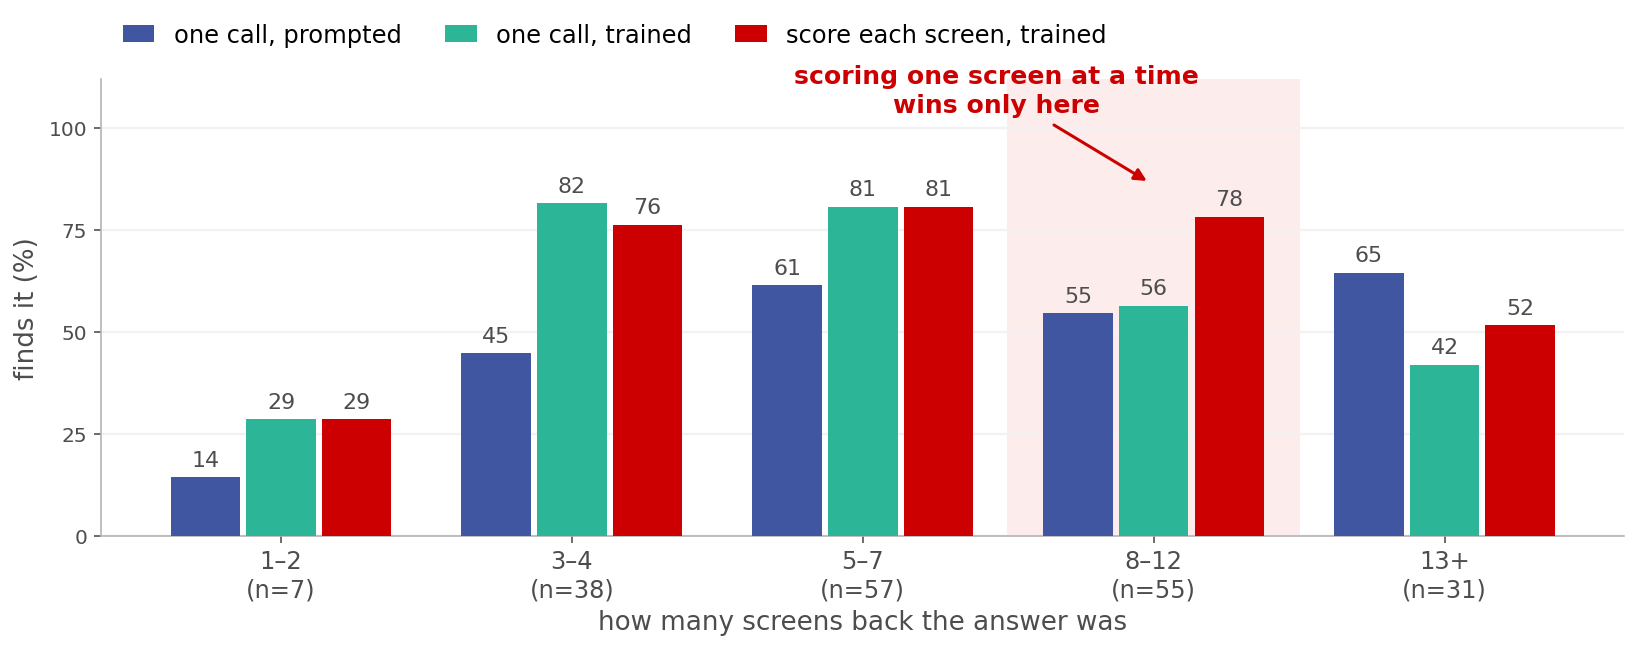 one call, prompted
one call, trained
score each screen, trained
scoring one screen at a time
wins only here
finds it (%)
100
75
50
25
0
14
29
29
45
82
76
61
81
81
55
56
78
65
42
52
1–2
(n=7)
3–4
(n=38)
5–7
(n=57)
8–12
(n=55)
13+
(n=31)
how many screens back the answer was